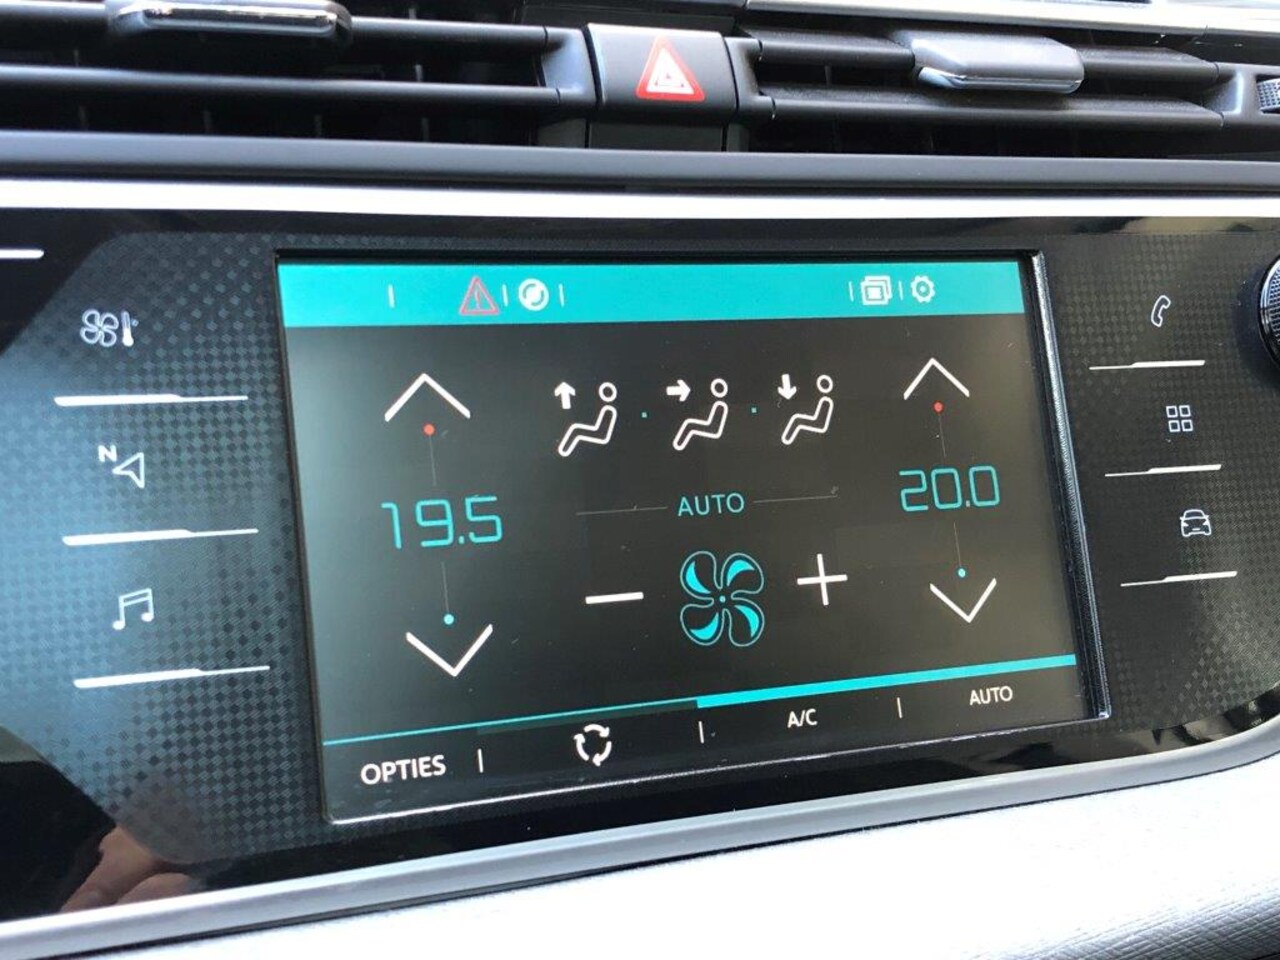 N
19.5
20.0
AUTO
OPTIES
A/C
AUTO